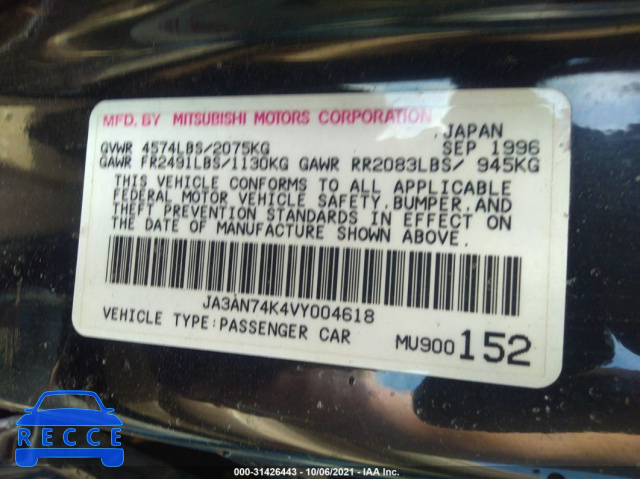 MFD. BY MITSUBISHI MOTORS CORPORATION
, JAPAN
GVWR 4574LBS/2075KG SEP 1996
GAWR FR2491LBS/1130KG GAWR RR2083LBS/ 945KG
THIS VEHICLE CONFORMS TO ALL APPLICABLE
FEDERAL MOTOR VEHICLE SAFETY, BUMPER, AND
THEFT PREVENTION STANDARDS IN EFFECT ON
THE DATE OF MANUFACTURE SHOWN ABOVE.
JA3AN74K4VY004618
VEHICLE TYPE:PASSENGER CAR
MU900 152
RECCE
000-31426443 - 10/06/2021 - IAA Inc.